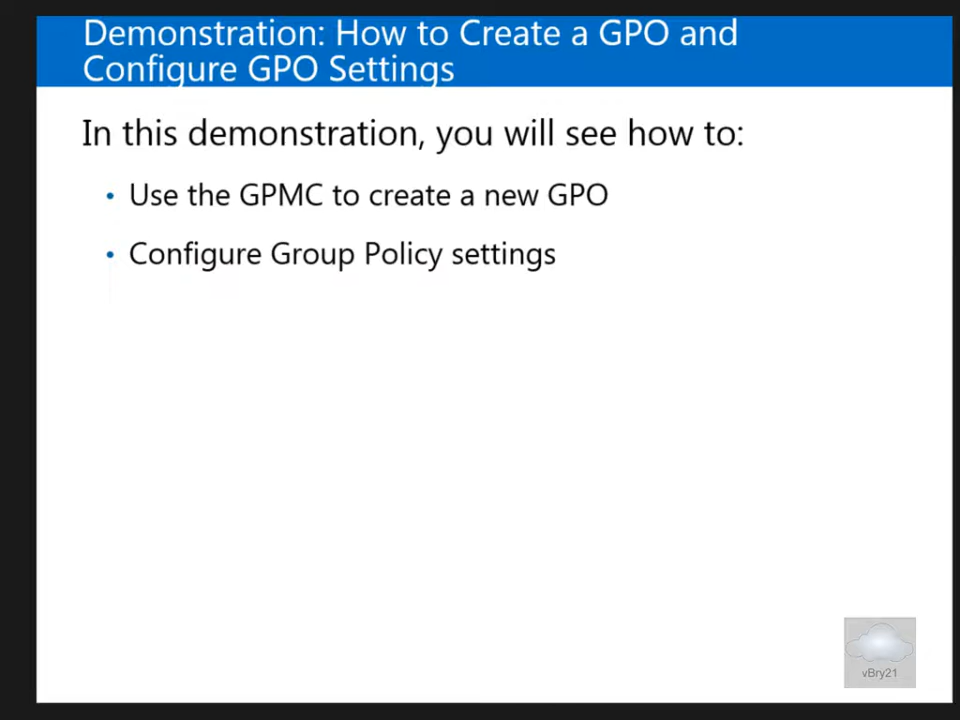 Demonstration: How to Create a GPO and
Configure GPO Settings
In this demonstration, you will see how to:
• Use the GPMC to create a new GPO
• Configure Group Policy settings
vBry21